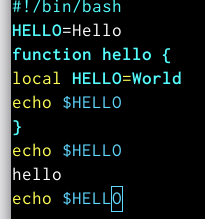 #!/bin/bash
HELLO=Hello
function hello {
local HELLO=World
echo $HELLO
}
echo $HELLO
hello
echo $HELLO